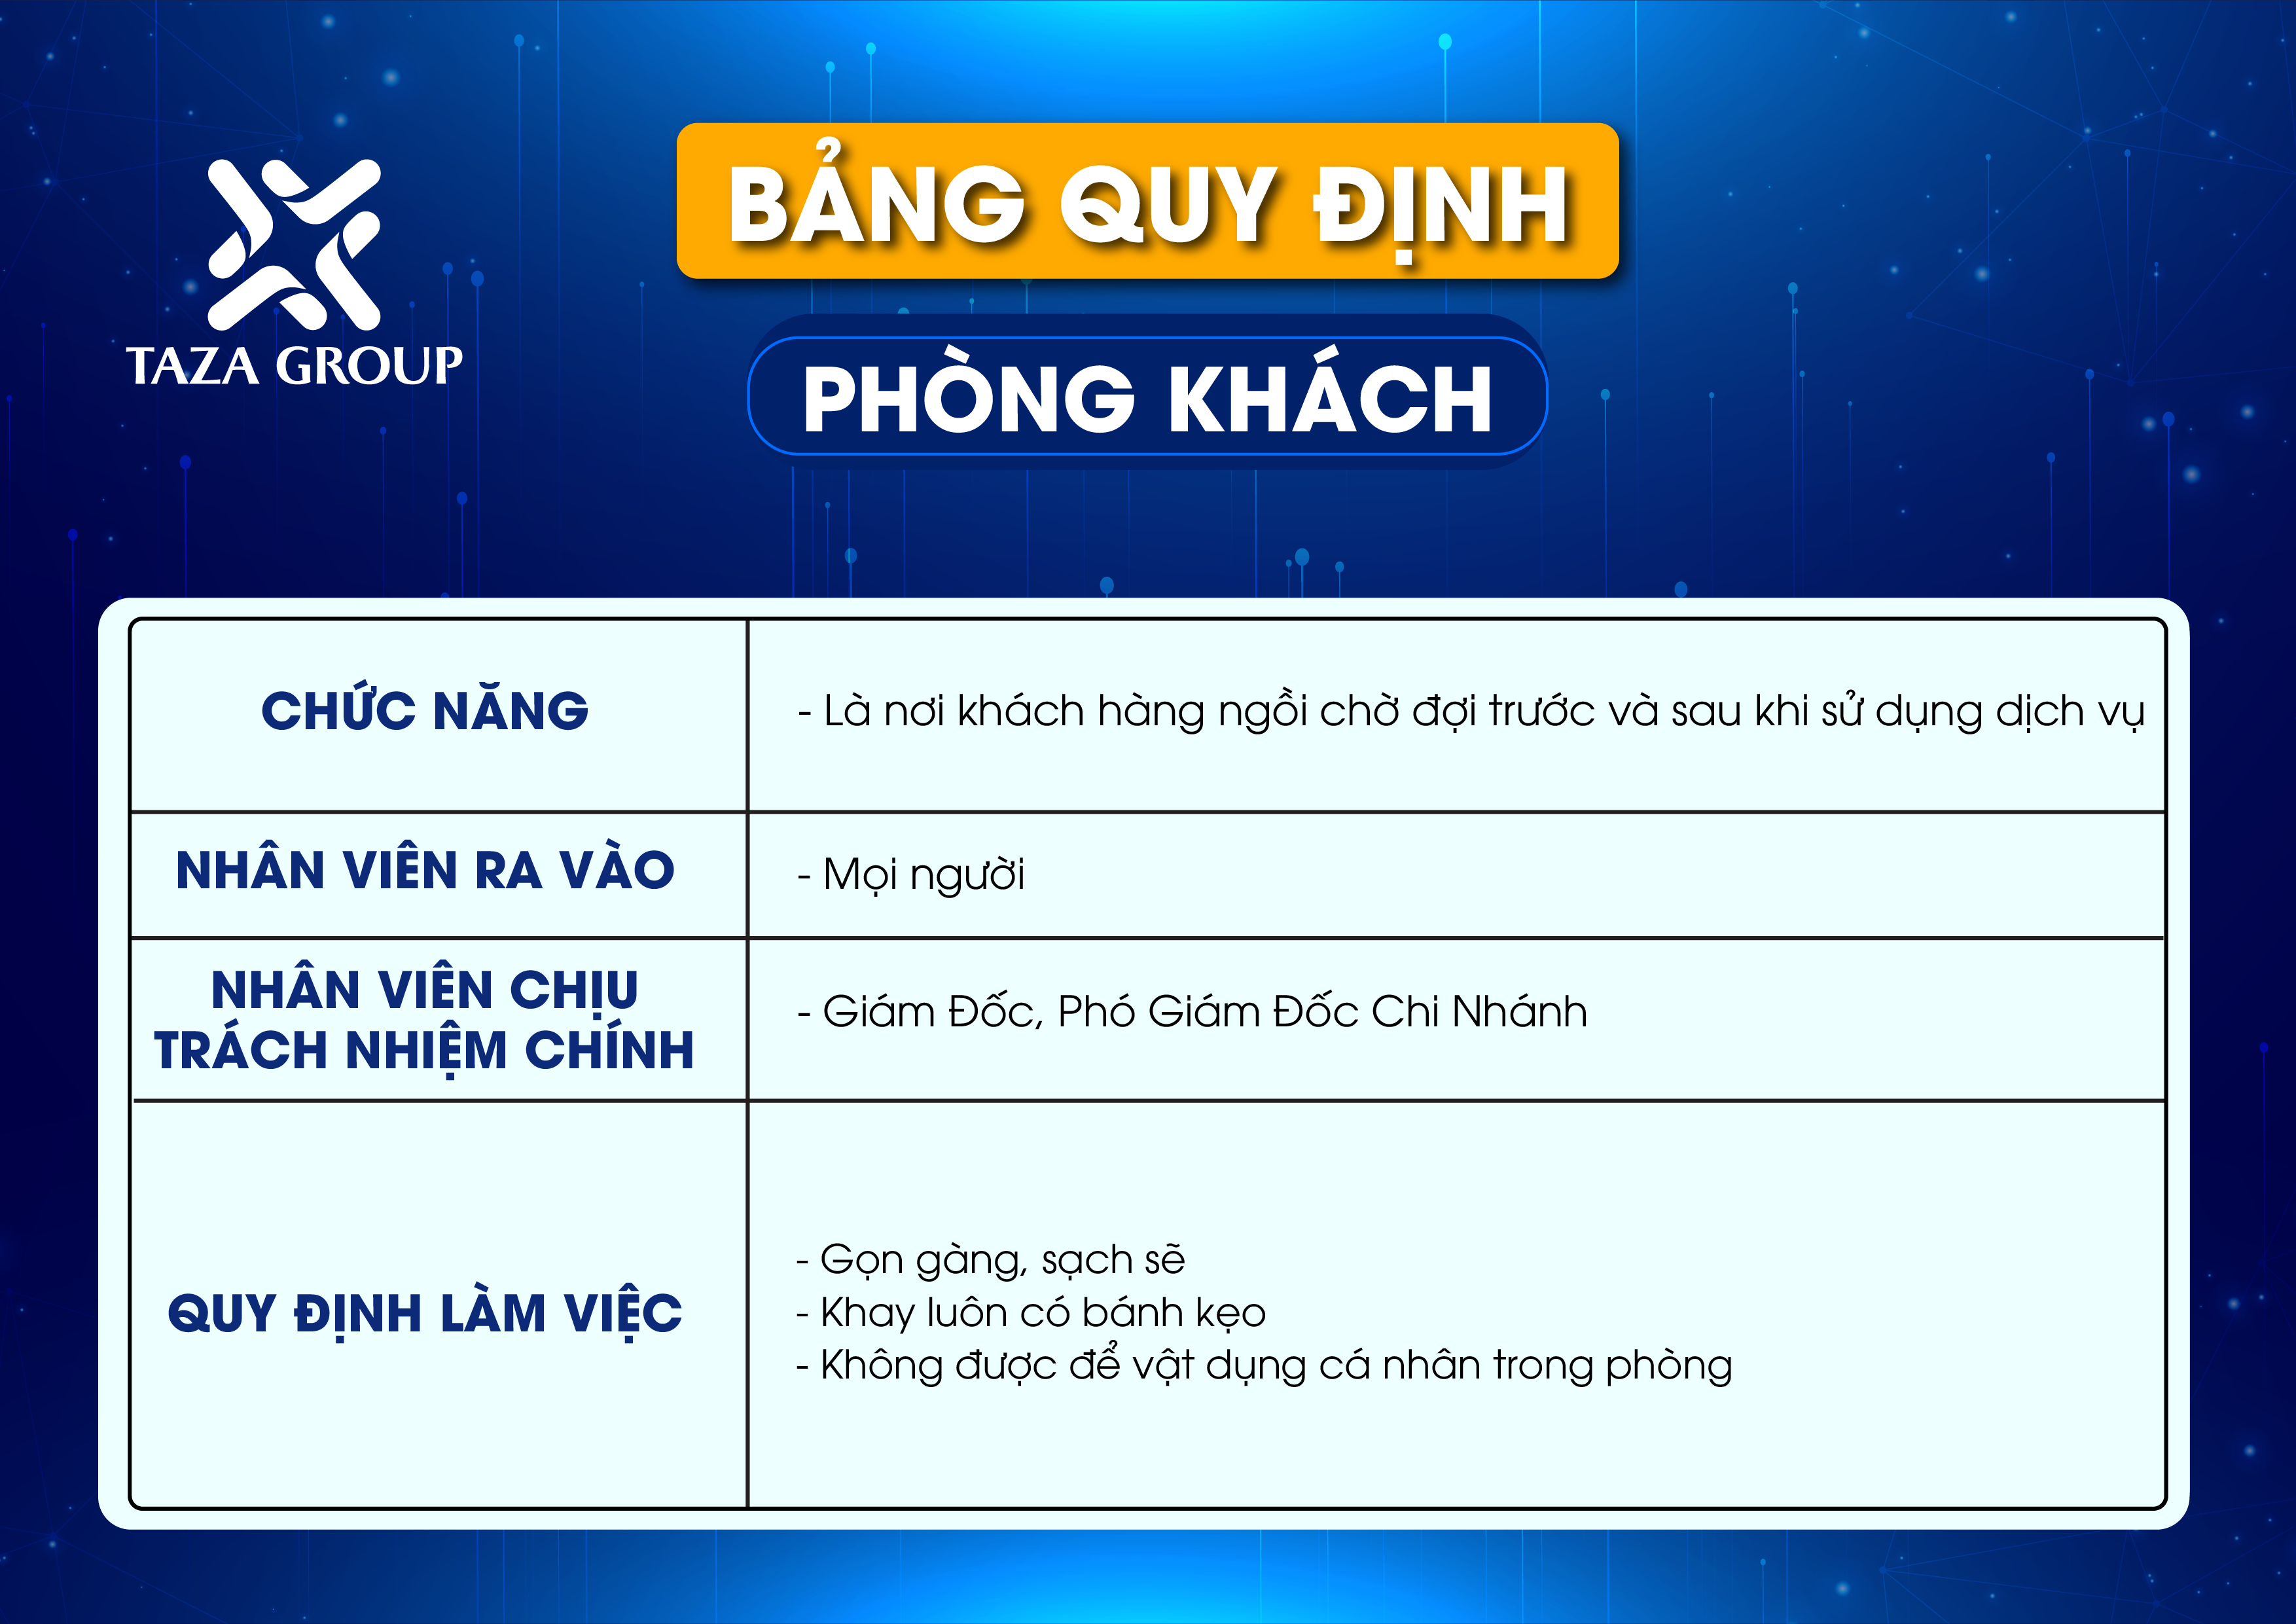 TAZA GROUP
BẢNG QUY ĐỊNH
PHÒNG KHÁCH
CHỨC NĂNG
- Là nơi khách hàng ngồi chờ đợi trước và sau khi sử dụng dịch vụ
NHÂN VIÊN RA VÀO
- Mọi người
NHÂN VIÊN CHỊU
TRÁCH NHIỆM CHÍNH
- Giám Đốc, Phó Giám Đốc Chi Nhánh
QUY ĐỊNH LÀM VIỆC
- Gọn gàng, sạch sẽ
- Khay luôn có bánh kẹo
- Không được để vật dụng cá nhân trong phòng